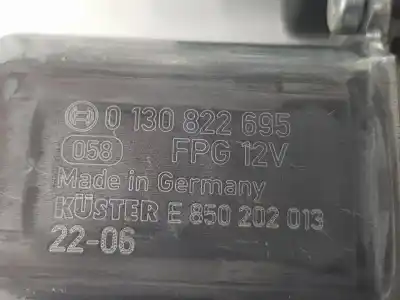 0 130 822 695
058 FPG 12V
Made in Germany
KÜSTER E 850 202 013
22-06